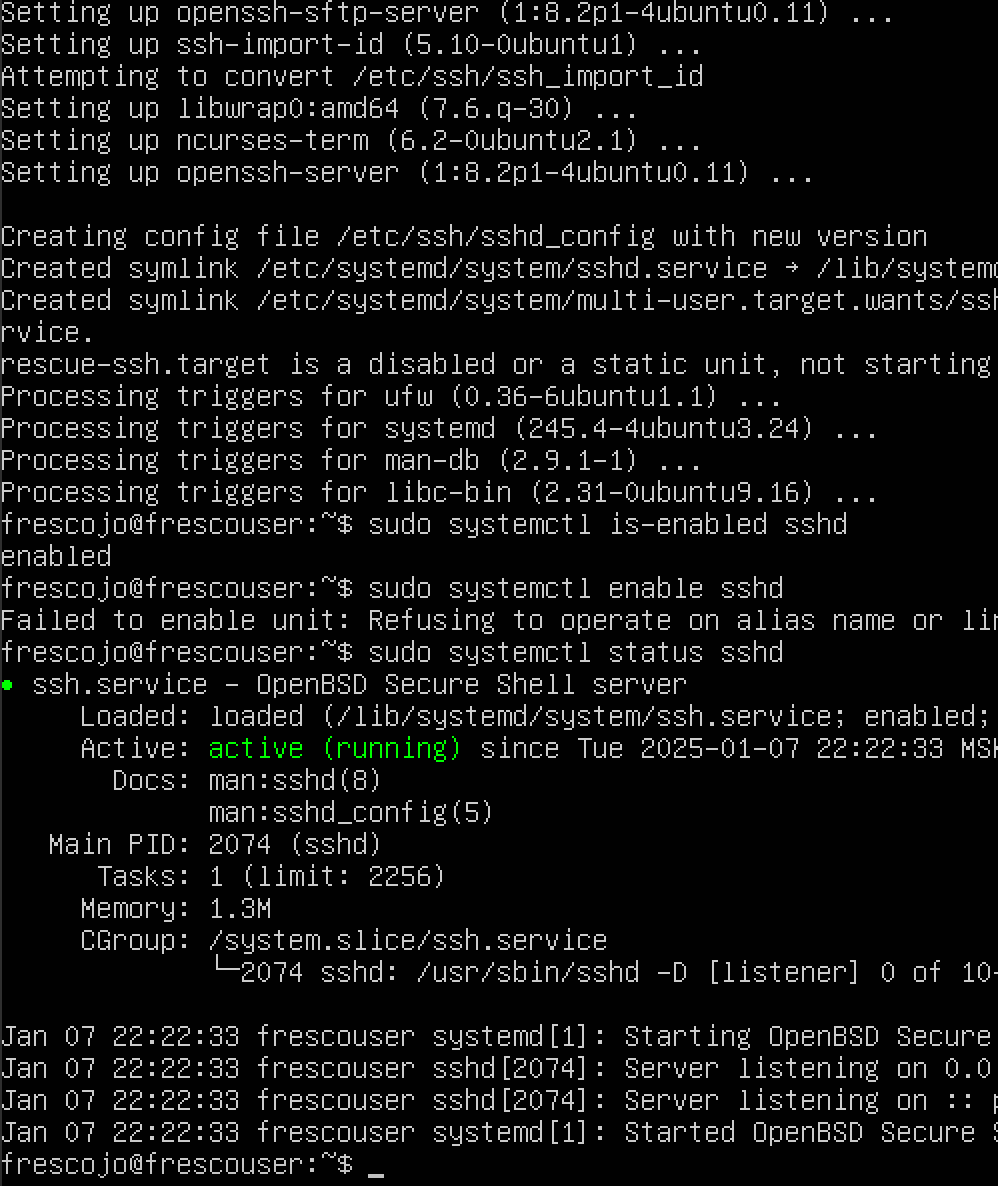 Setting up openssh-sftp-server (1:8.2p1-4ubuntu0.11) ...
Setting up ssh-import-id (5.10-0ubuntu1) ...
Attempting to convert /etc/ssh/ssh_import_id
Setting up libwrap0:amd64 (7.6.q-30) ...
Setting up ncurses-term (6.2-0ubuntu2.1) ...
Setting up openssh-server (1:8.2p1-4ubuntu0.11) ...
Creating config file /etc/ssh/sshd_config with new version
Created symlink /etc/systemd/system/sshd.service → /lib/systemd
Created symlink /etc/systemd/system/multi-user.target.wants/ssh
rvice.
rescue-ssh.target is a disabled or a static unit, not starting
Processing triggers for ufw (0.36-6ubuntu1.1) ...
Processing triggers for systemd (245.4-4ubuntu3.24) ...
Processing triggers for man-db (2.9.1-1) ...
Processing triggers for libc-bin (2.31-0ubuntu9.16) ...
frescojo@frescouser:~$ sudo systemctl is-enabled sshd
enabled
frescojo@frescouser:~$ sudo systemctl enable sshd
Failed to enable unit: Refusing to operate on alias name or lin
frescojo@frescouser:~$ sudo systemctl status sshd
● ssh.service - OpenBSD Secure Shell server
Loaded: loaded (/lib/systemd/system/ssh.service; enabled;
Active: active (running) since Tue 2025-01-07 22:22:33 MSK
Docs: man:sshd(8)
man:sshd_config(5)
Main PID: 2074 (sshd)
Tasks: 1 (limit: 2256)
Memory: 1.3M
CGroup: /system.slice/ssh.service
└─2074 sshd: /usr/sbin/sshd -D [listener] 0 of 10-
Jan 07 22:22:33 frescouser systemd[1]: Starting OpenBSD Secure
Jan 07 22:22:33 frescouser sshd[2074]: Server listening on 0.0
Jan 07 22:22:33 frescouser sshd[2074]: Server listening on :: p
Jan 07 22:22:33 frescouser systemd[1]: Started OpenBSD Secure S
frescojo@frescouser:~$ _